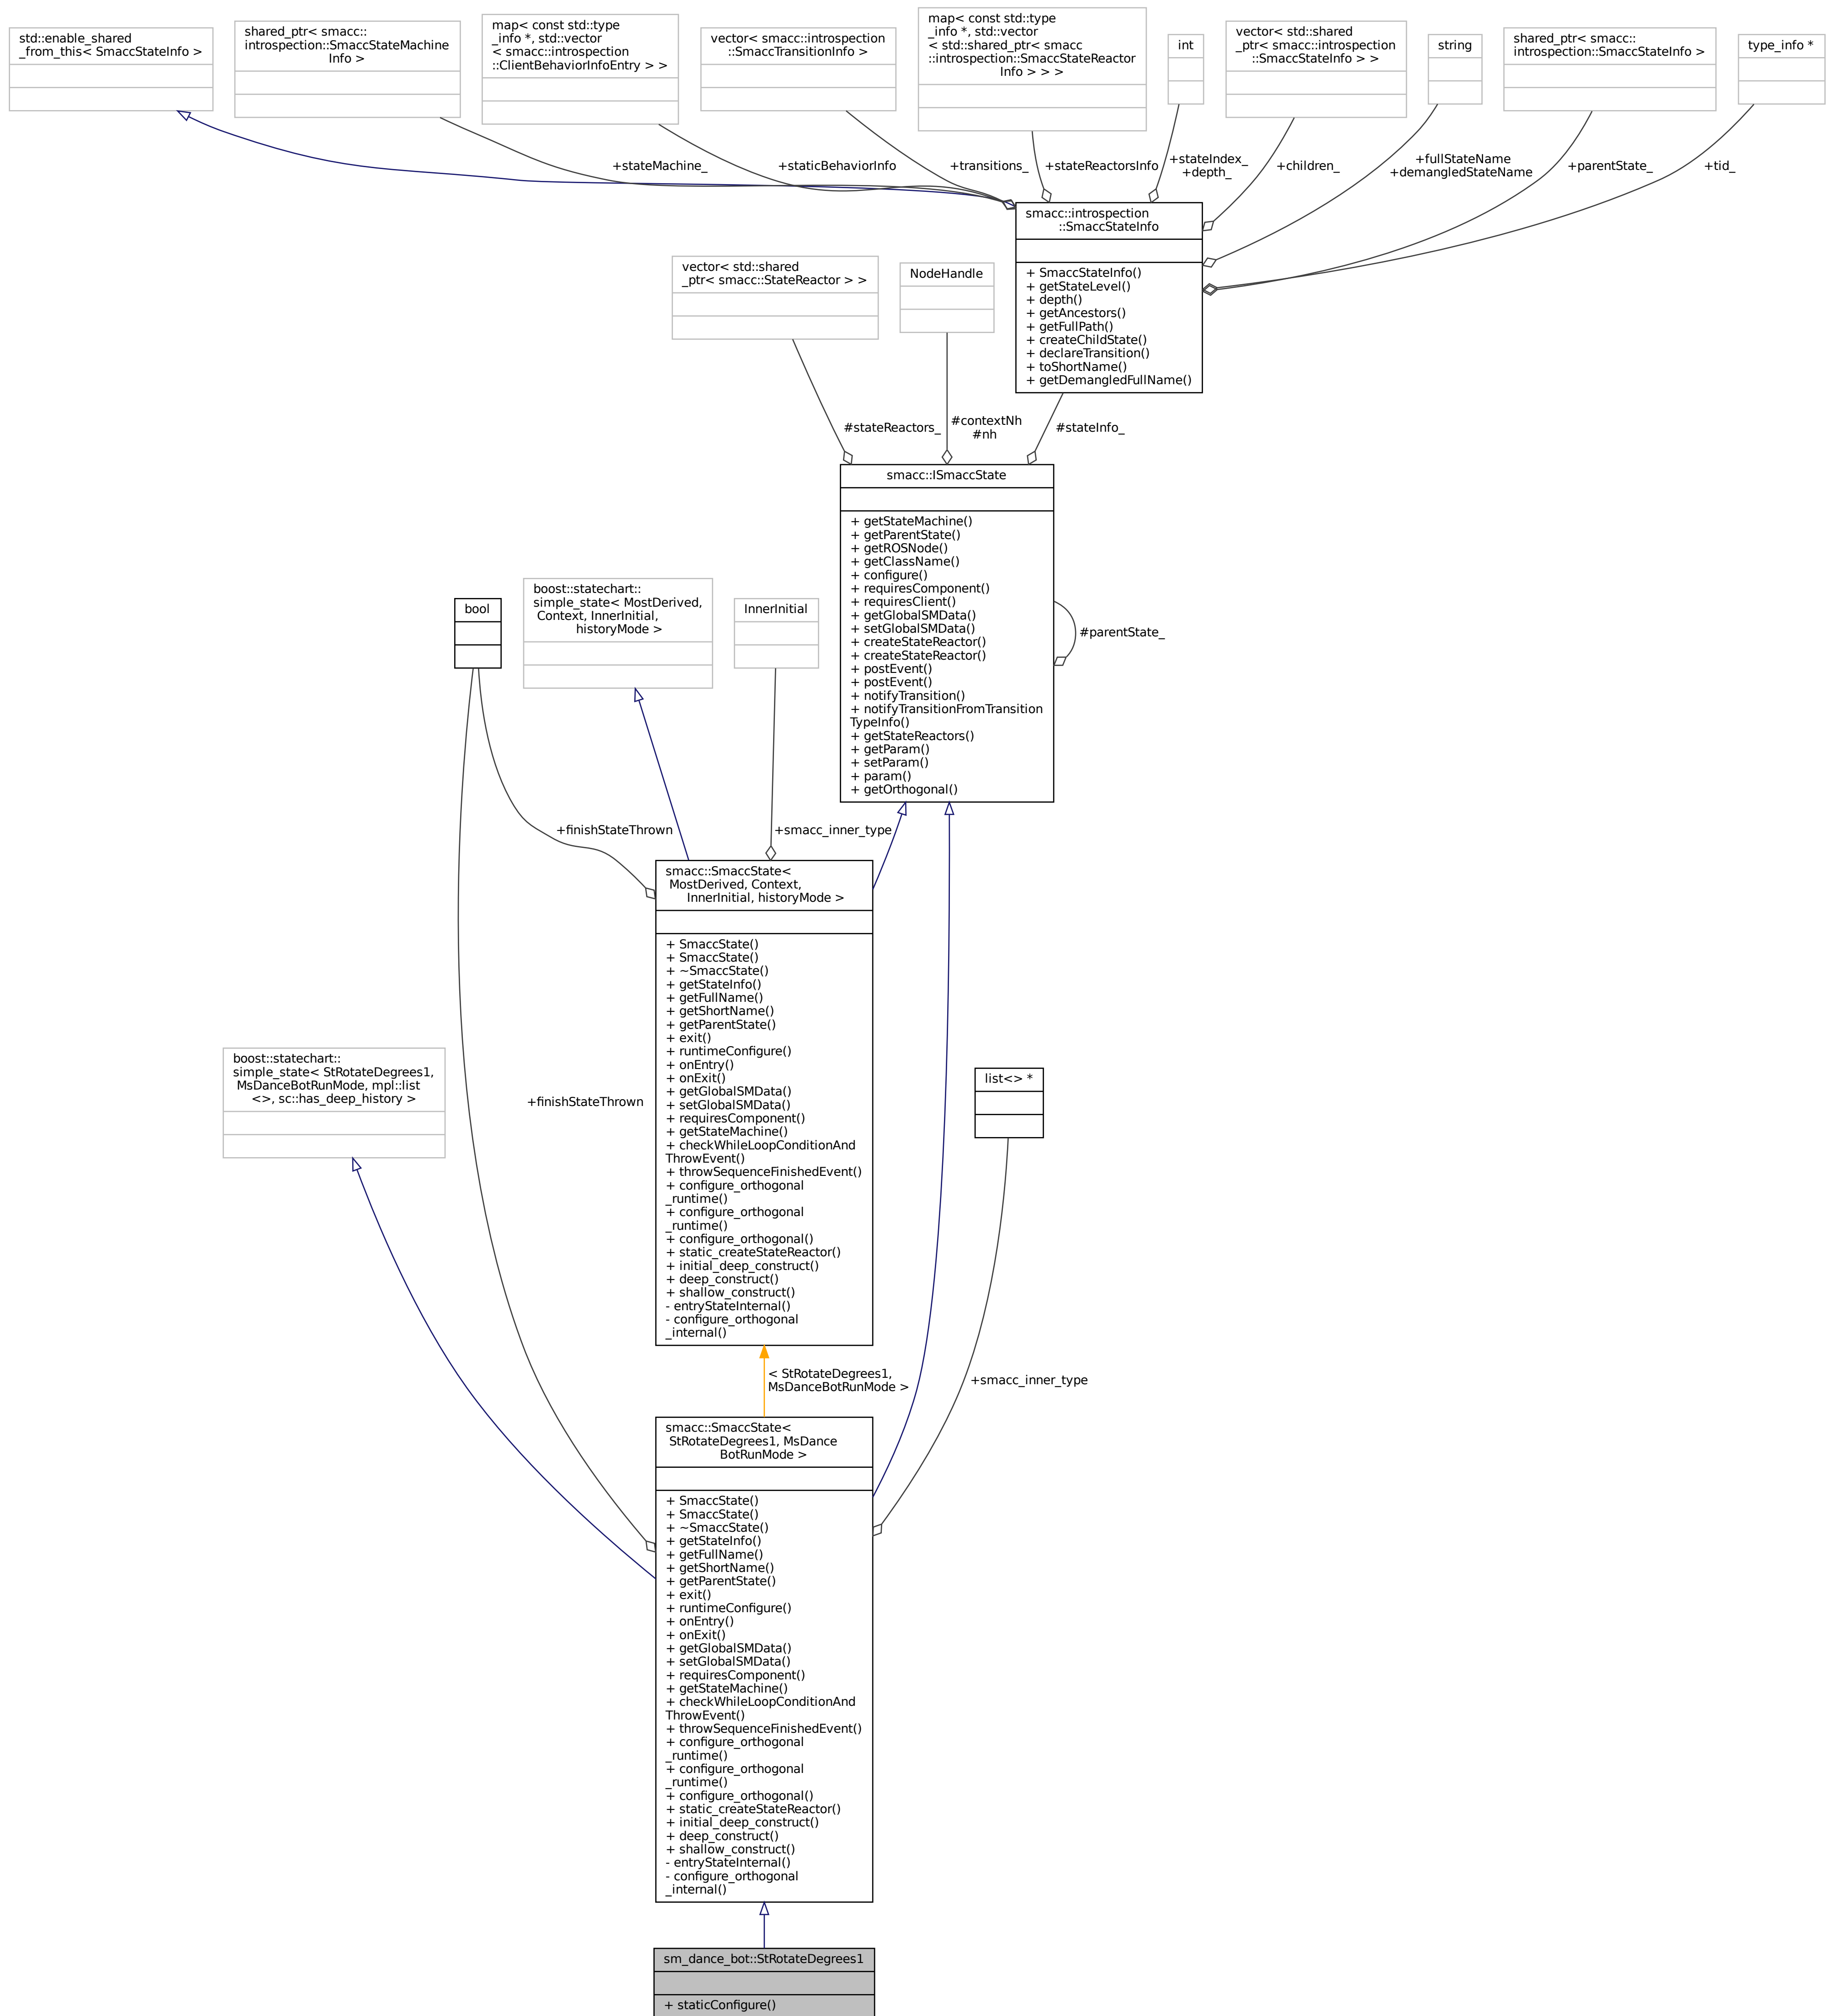 std::enable_shared
_from_this< SmaccStateInfo >
shared_ptr< smacc::
introspection::SmaccStateMachine
Info >
map< const std::type
_info *, std::vector
< smacc::introspection
::ClientBehaviorInfoEntry > >
vector< smacc::introspection
::SmaccTransitionInfo >
map< const std::type
_info *, std::vector
< std::shared_ptr< smacc
::introspection::SmaccStateReactor
Info > > >
int
vector< std::shared
_ptr< smacc::introspection
::SmaccStateInfo > >
string
shared_ptr< smacc::
introspection::SmaccStateInfo >
type_info *
+stateMachine_
+staticBehaviorInfo
+transitions_
+stateReactorsInfo
+stateIndex_
+depth_
+children_
+fullStateName
+demangledStateName
+parentState_
+tid_
smacc::introspection
::SmaccStateInfo
+ SmaccStateInfo()
+ getStateLevel()
+ depth()
+ getAncestors()
+ getFullPath()
+ createChildState()
+ declareTransition()
+ toShortName()
+ getDemangledFullName()
vector< std::shared
_ptr< smacc::StateReactor > >
NodeHandle
#stateReactors_
#contextNh
#nh
#stateInfo_
smacc::ISmaccState
+ getStateMachine()
+ getParentState()
+ getROSNode()
+ getClassName()
+ configure()
+ requiresComponent()
+ requiresClient()
+ getGlobalSMData()
+ setGlobalSMData()
+ createStateReactor()
+ createStateReactor()
+ postEvent()
+ postEvent()
+ notifyTransition()
+ notifyTransitionFromTransition
TypeInfo()
+ getStateReactors()
+ getParam()
+ setParam()
+ param()
+ getOrthogonal()
#parentState_
bool
boost::statechart::
simple_state< MostDerived,
Context, InnerInitial,
historyMode >
InnerInitial
+finishStateThrown
+smacc_inner_type
smacc::SmaccState<
MostDerived, Context,
InnerInitial, historyMode >
+ SmaccState()
+ SmaccState()
+ ~SmaccState()
+ getStateInfo()
+ getFullName()
+ getShortName()
+ getParentState()
+ exit()
+ runtimeConfigure()
+ onEntry()
+ onExit()
+ getGlobalSMData()
+ setGlobalSMData()
+ requiresComponent()
+ getStateMachine()
+ checkWhileLoopConditionAnd
ThrowEvent()
+ throwSequenceFinishedEvent()
+ configure_orthogonal
_runtime()
+ configure_orthogonal
_runtime()
+ configure_orthogonal()
+ static_createStateReactor()
+ initial_deep_construct()
+ deep_construct()
+ shallow_construct()
- entryStateInternal()
- configure_orthogonal
_internal()
boost::statechart::
simple_state< StRotateDegrees1,
MsDanceBotRunMode, mpl::list
<>, sc::has_deep_history >
+finishStateThrown
list<> *
< StRotateDegrees1,
MsDanceBotRunMode >
+smacc_inner_type
smacc::SmaccState<
StRotateDegrees1, MsDance
BotRunMode >
+ SmaccState()
+ SmaccState()
+ ~SmaccState()
+ getStateInfo()
+ getFullName()
+ getShortName()
+ getParentState()
+ exit()
+ runtimeConfigure()
+ onEntry()
+ onExit()
+ getGlobalSMData()
+ setGlobalSMData()
+ requiresComponent()
+ getStateMachine()
+ checkWhileLoopConditionAnd
ThrowEvent()
+ throwSequenceFinishedEvent()
+ configure_orthogonal
_runtime()
+ configure_orthogonal
_runtime()
+ configure_orthogonal()
+ static_createStateReactor()
+ initial_deep_construct()
+ deep_construct()
+ shallow_construct()
- entryStateInternal()
- configure_orthogonal
_internal()
sm_dance_bot::StRotateDegrees1
+ staticConfigure()